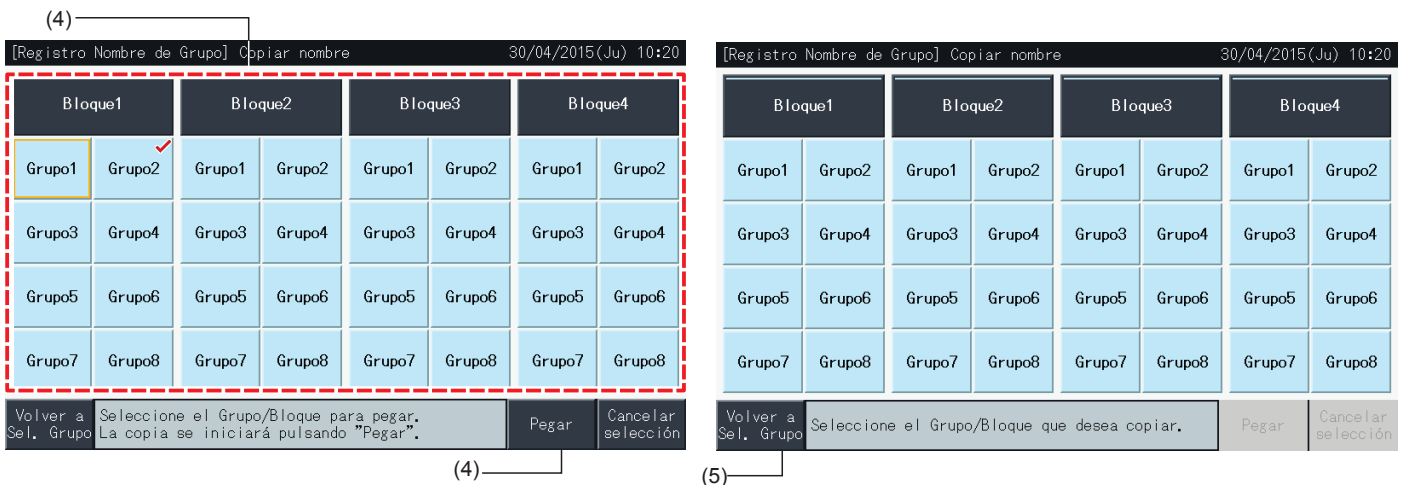 (4)
[Registro Nombre de Grupo] Copiar nombre 30/04/2015(Ju) 10:20
Bloque1 Bloque2 Bloque3 Bloque4
Grupo1 Grupo2 Grupo1 Grupo2 Grupo1 Grupo2 Grupo1 Grupo2
Grupo3 Grupo4 Grupo3 Grupo4 Grupo3 Grupo4 Grupo3 Grupo4
Grupo5 Grupo6 Grupo5 Grupo6 Grupo5 Grupo6 Grupo5 Grupo6
Grupo7 Grupo8 Grupo7 Grupo8 Grupo7 Grupo8 Grupo7 Grupo8
Volver a
Sel. Grupo
Seleccione el Grupo/Bloque para pegar.
La copia se iniciará pulsando "Pegar".
Pegar
Cancelar
selección
(4)
[Registro Nombre de Grupo] Copiar nombre 30/04/2015(Ju) 10:20
Bloque1 Bloque2 Bloque3 Bloque4
Grupo1 Grupo2 Grupo1 Grupo2 Grupo1 Grupo2 Grupo1 Grupo2
Grupo3 Grupo4 Grupo3 Grupo4 Grupo3 Grupo4 Grupo3 Grupo4
Grupo5 Grupo6 Grupo5 Grupo6 Grupo5 Grupo6 Grupo5 Grupo6
Grupo7 Grupo8 Grupo7 Grupo8 Grupo7 Grupo8 Grupo7 Grupo8
Volver a
Sel. Grupo
Seleccione el Grupo/Bloque que desea copiar.
Pegar
Cancelar
selección
(5)